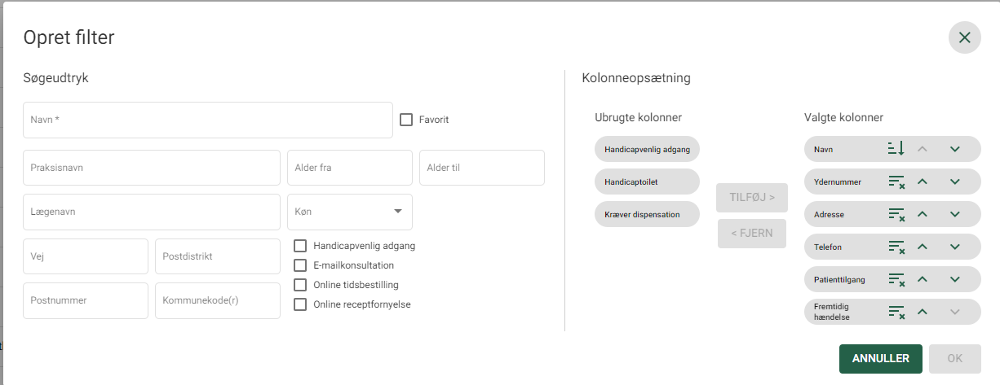 Opret filter
Søgeudtryk
Navn *
Favorit
Praksisnavn
Alder fra
Alder til
Lægenavn
Køn
Vej
Postdistrikt
Postnummer
Kommunekode(r)
Handicapvenlig adgang
E-mailkonsultation
Online tidsbestilling
Online receptfornyelse
Kolonneopsætning
Ubrugte kolonner
Handicapvenlig adgang
Handicaptoilet
Kræver dispensation
TILFØJ >
< FJERN
Valgte kolonner
Navn
Ydernummer
Adresse
Telefon
Patienttilgang
Fremtidig
hændelse
ANNULLER
OK